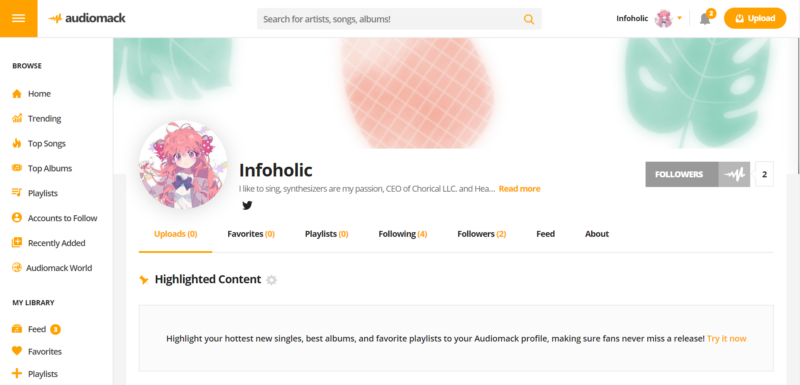 audiomack
Search for artists, songs, albums!
Infoholic
2
Upload
BROWSE
Home
Trending
Top Songs
Top Albums
Playlists
Accounts to Follow
Recently Added
Audiomack World
MY LIBRARY
Feed 3
Favorites
Playlists
Infoholic
I like to sing, synthesizers are my passion, CEO of Chorical LLC. and Hea... Read more
FOLLOWERS 2
Uploads (0) Favorites (0) Playlists (0) Following (4) Followers (2) Feed About
Highlighted Content
Highlight your hottest new singles, best albums, and favorite playlists to your Audiomack profile, making sure fans never miss a release! Try it now